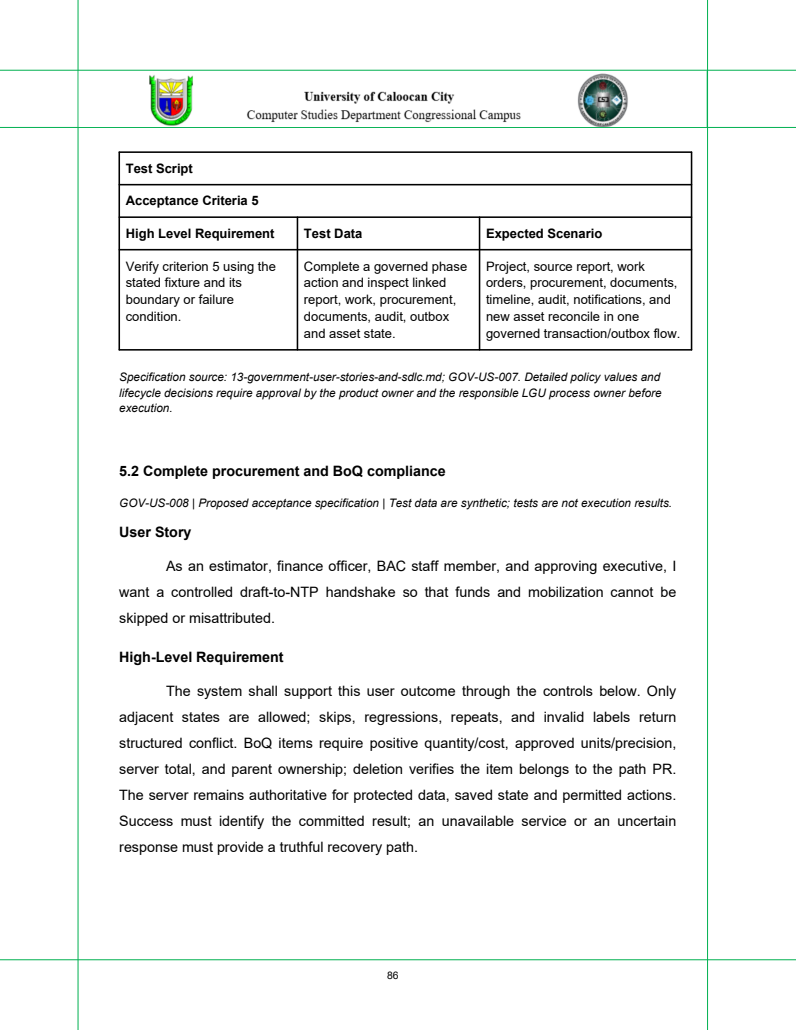 University of Caloocan City
Computer Studies Department Congressional Campus
Test Script
Acceptance Criteria 5
High Level Requirement
Test Data
Expected Scenario
Verify criterion 5 using the
stated fixture and its
boundary or failure
condition.
Complete a governed phase
action and inspect linked
report, work, procurement,
documents, audit, outbox
and asset state.
Project, source report, work
orders, procurement, documents,
timeline, audit, notifications, and
new asset reconcile in one
governed transaction/outbox flow.
Specification source: 13-government-user-stories-and-sdlc.md; GOV-US-007. Detailed policy values and
lifecycle decisions require approval by the product owner and the responsible LGU process owner before
execution.
5.2 Complete procurement and BoQ compliance
GOV-US-008 | Proposed acceptance specification | Test data are synthetic; tests are not execution results.
User Story
As an estimator, finance officer, BAC staff member, and approving executive, I
want a controlled draft-to-NTP handshake so that funds and mobilization cannot be
skipped or misattributed.
High-Level Requirement
The system shall support this user outcome through the controls below. Only
adjacent states are allowed; skips, regressions, repeats, and invalid labels return
structured conflict. BoQ items require positive quantity/cost, approved units/precision,
server total, and parent ownership; deletion verifies the item belongs to the path PR.
The server remains authoritative for protected data, saved state and permitted actions.
Success must identify the committed result; an unavailable service or an uncertain
response must provide a truthful recovery path.
86